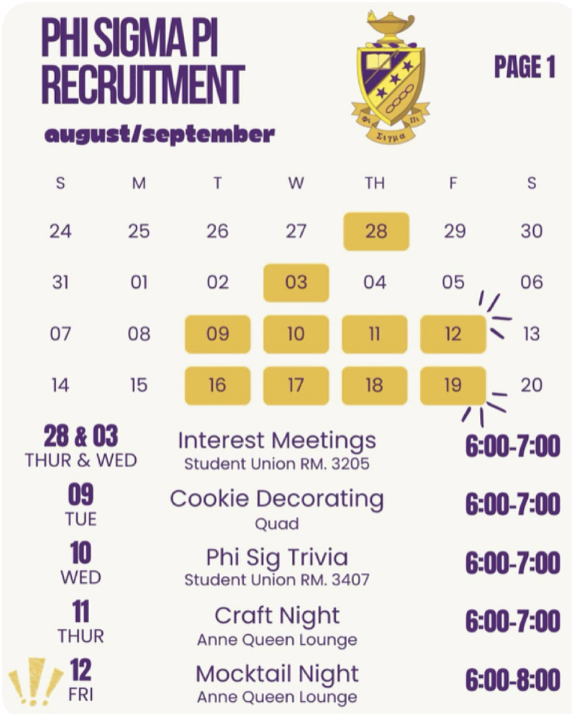 PHI SIGMA PI
RECRUITMENT
PAGE 1
august/september
S M T W TH F S
24 25 26 27 28 29 30
31 01 02 03 04 05 06
07 08 09 10 11 12 13
14 15 16 17 18 19 20
28 & 03
THUR & WED
Interest Meetings
Student Union RM. 3205
6:00-7:00
09
TUE
Cookie Decorating
Quad
6:00-7:00
10
WED
Phi Sig Trivia
Student Union RM. 3407
6:00-7:00
11
THUR
Craft Night
Anne Queen Lounge
6:00-7:00
12
FRI
Mocktail Night
Anne Queen Lounge
6:00-8:00